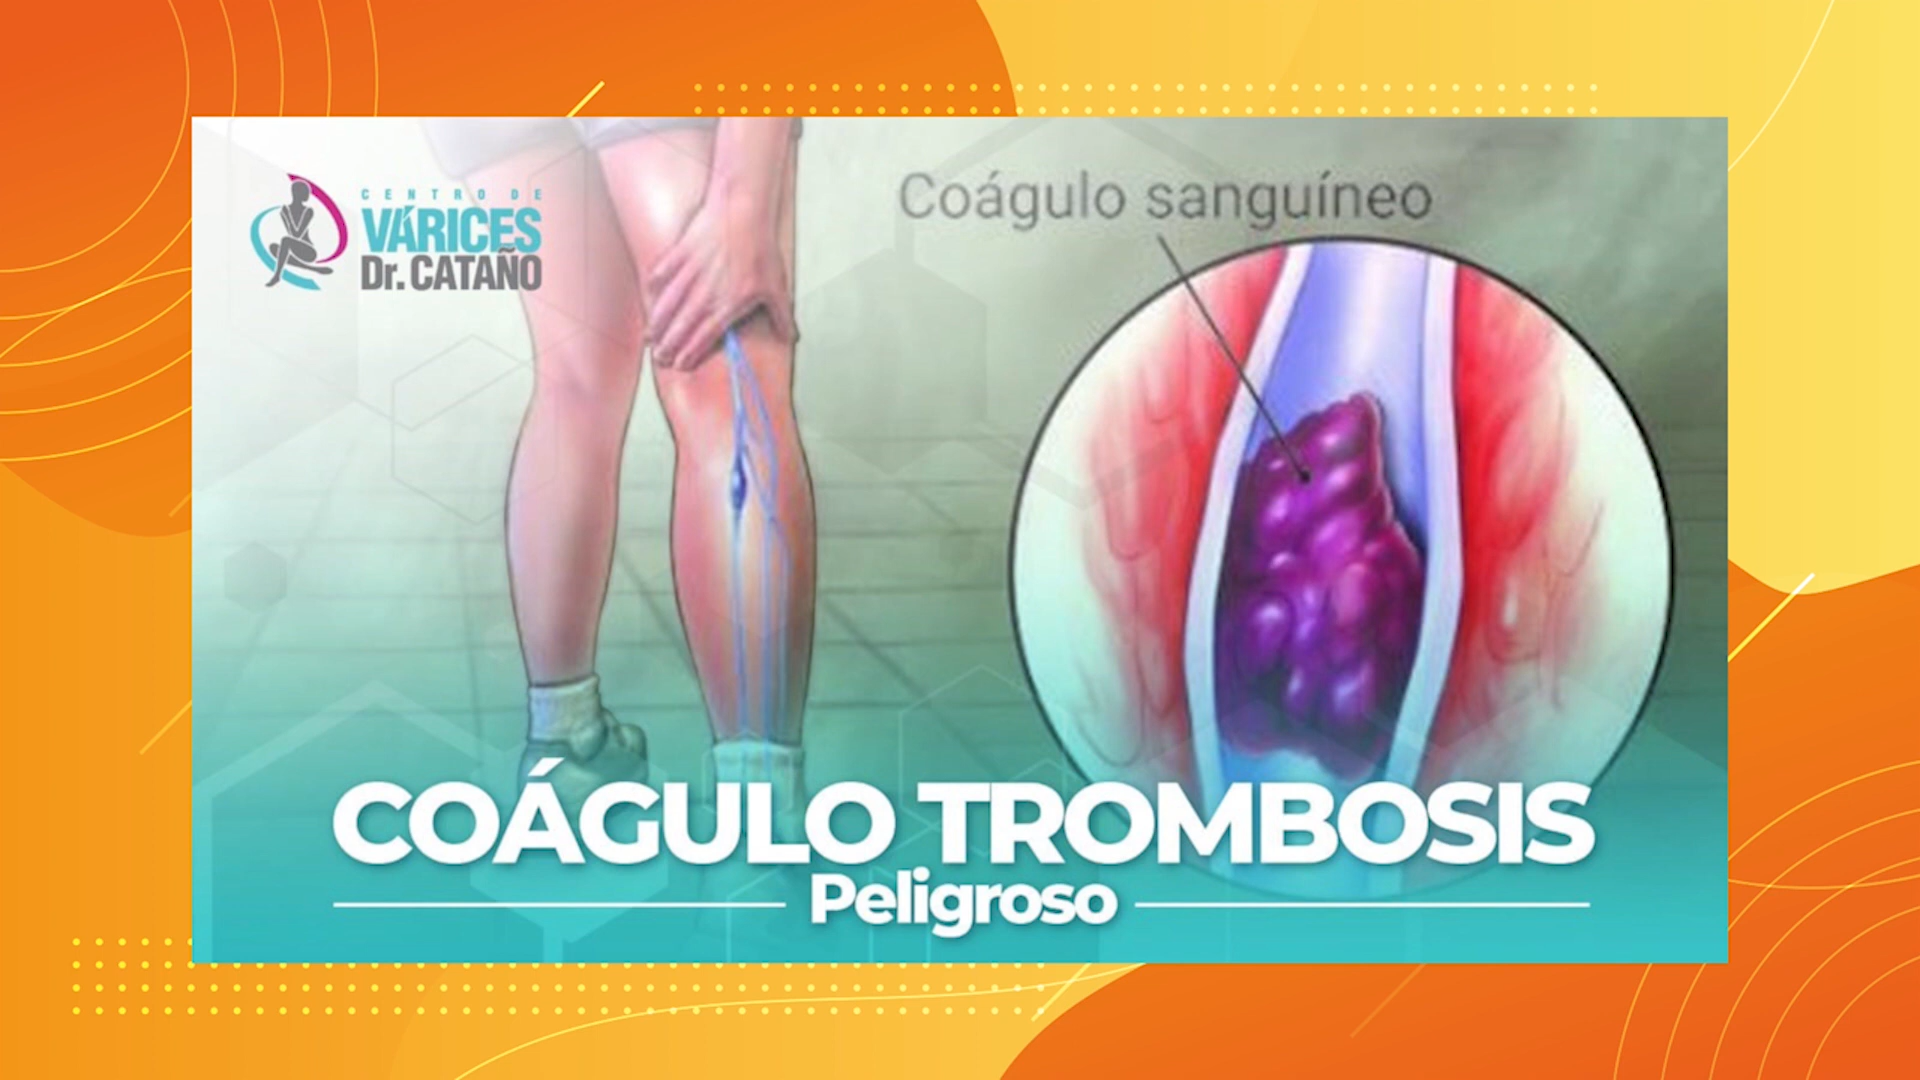 CENTRO DE
VÁRICES
Dr. CATAÑO
Coágulo sanguíneo
COÁGULO TROMBOSIS
Peligroso